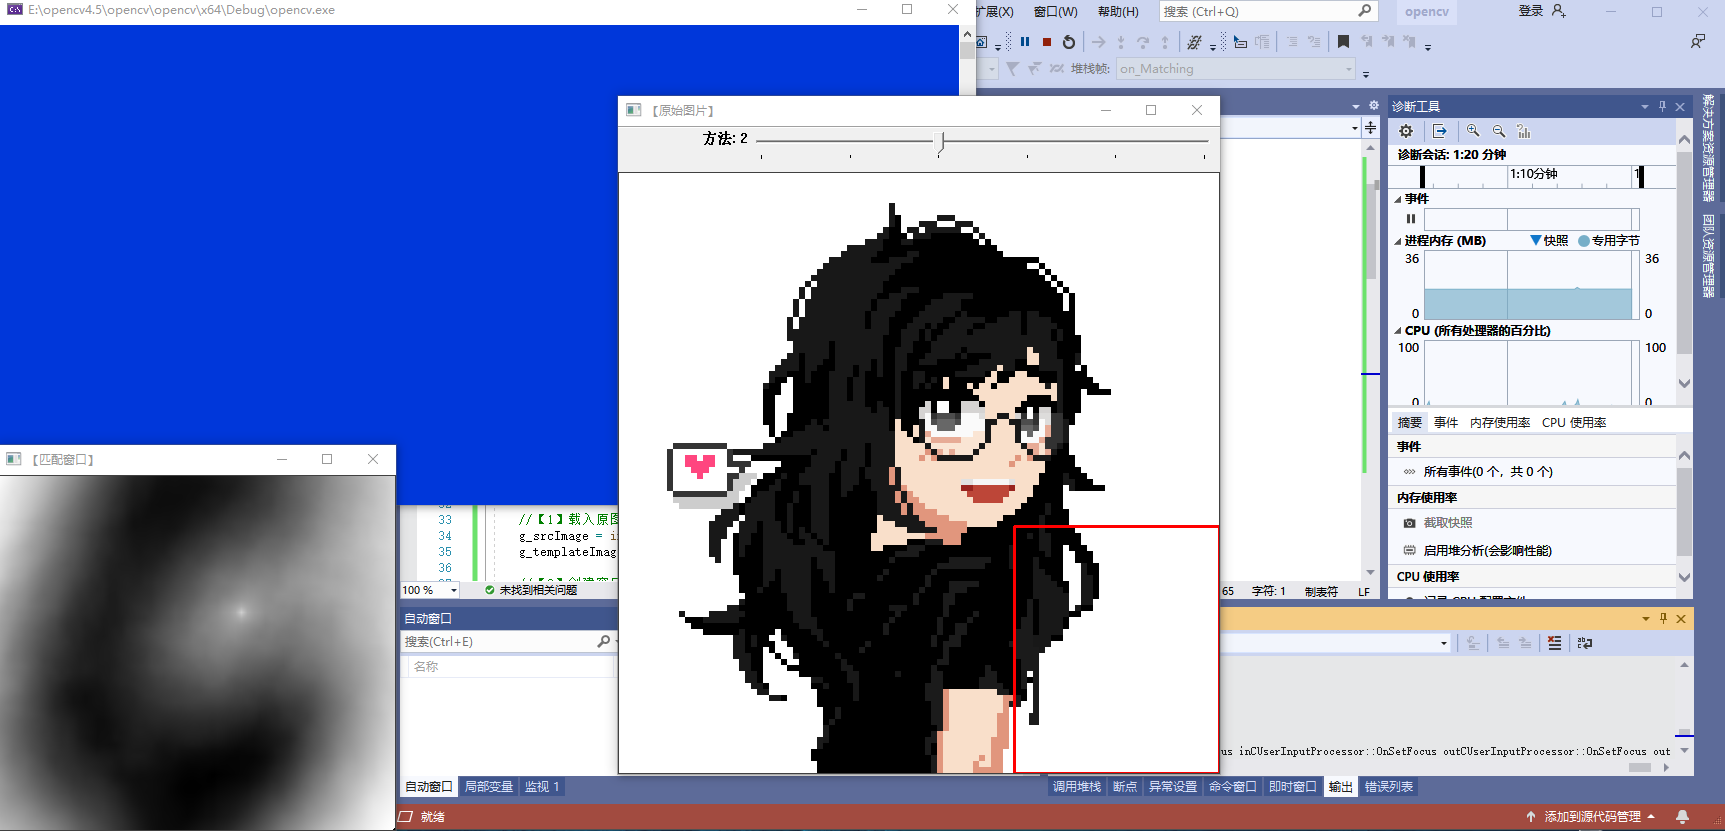 E:\opencv4.5\opencv\opencv\x64\Debug\opencv.exe
扩展(X) 窗口(W) 帮助(H) 搜索 (Ctrl+Q) opencv 登录
堆栈帧: on_Matching
【原始图片】
方法: 2
诊断工具
诊断会话: 1:20 分钟
1:10分钟
事件
进程内存 (MB) 快照 专用字节
36 36
0 0
CPU (所有处理器的百分比)
100 100
0 0
摘要 事件 内存使用率 CPU 使用率
事件
所有事件(0 个，共 0 个)
内存使用率
截取快照
启用堆分析(会影响性能)
CPU 使用率
记录 CPU 配置文件
解决方案资源管理器
团队资源管理器
【匹配窗口】
33 //【1】载入原图
34 g_srcImage = i
35 g_templateImag
36
100 % 未找到相关问题
65 字符: 1 制表符 LF
自动窗口
搜索(Ctrl+E)
名称
us inCUserInputProcessor::OnSetFocus outCUserInputProcessor::OnSetFocus out
自动窗口 局部变量 监视 1
调用堆栈 断点 异常设置 命令窗口 即时窗口 输出 错误列表
就绪
添加到源代码管理